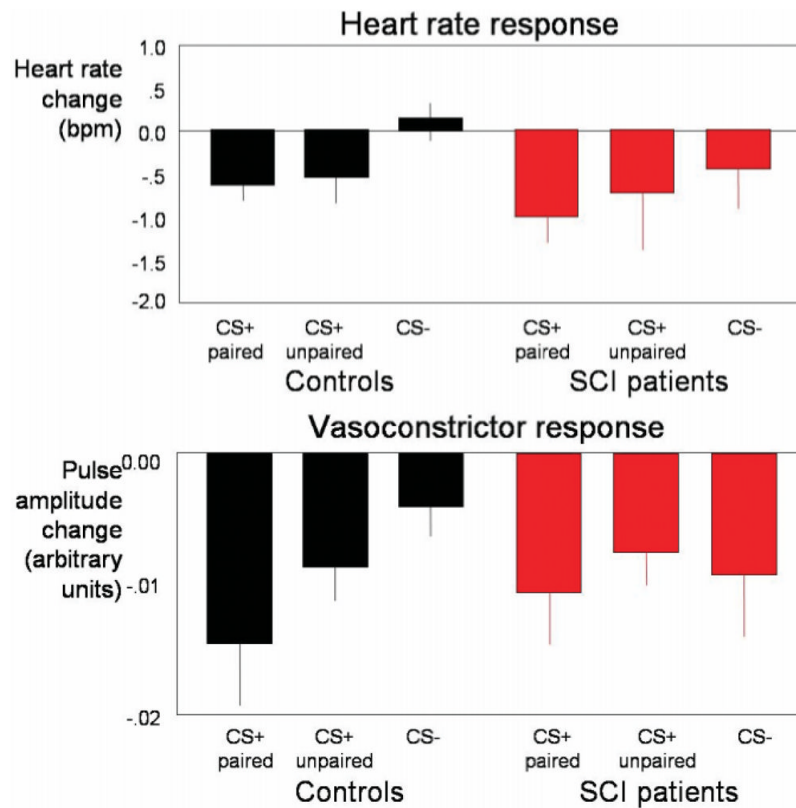 Heart rate response
Heart rate
change
(bpm)
1.0
.5
0.0
-.5
-1.0
-1.5
-2.0
CS+
paired
CS+
unpaired
CS-
CS+
paired
CS+
unpaired
CS-
Controls
SCI patients
Vasoconstrictor response
Pulse
amplitude
change
(arbitrary
units)
0.00
-.01
-.02
CS+
paired
CS+
unpaired
CS-
CS+
paired
CS+
unpaired
CS-
Controls
SCI patients